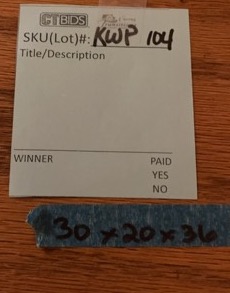 BIDS
SKU(Lot)#: KWP 104
Title/Description
WINNER PAID
YES
NO
30 x 20 x 36